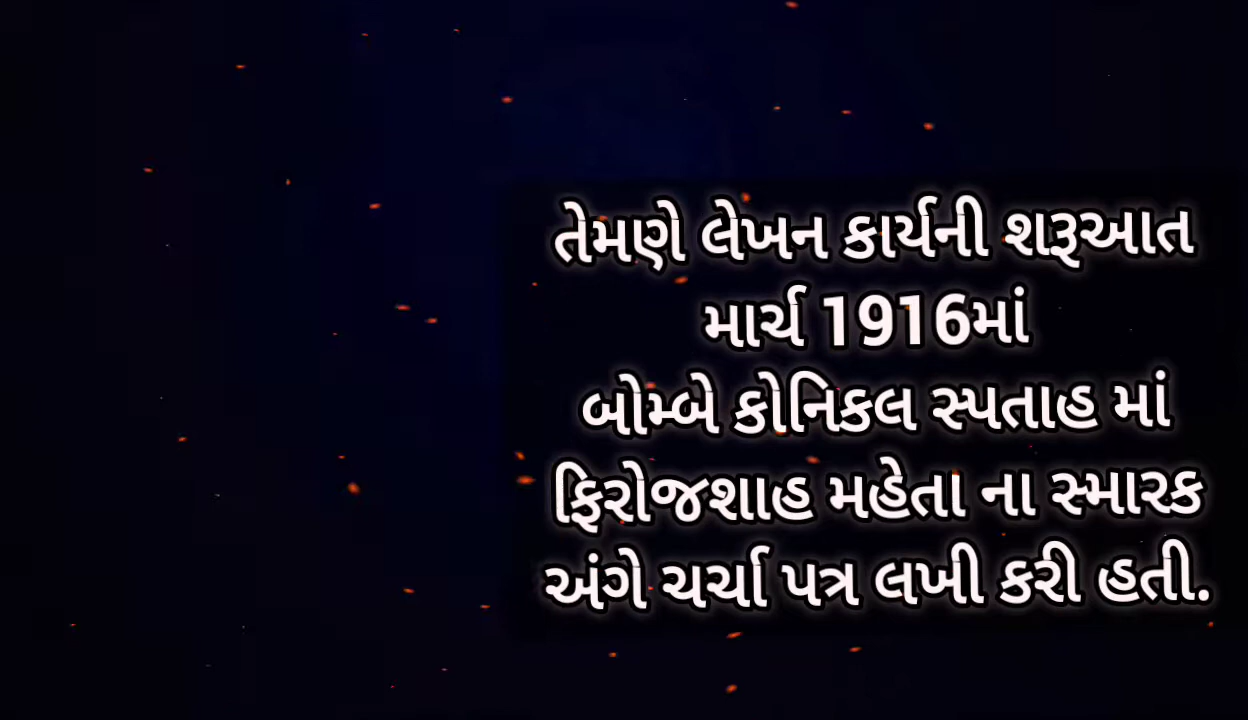 તેમણે લેખન કાર્યની શરૂઆત
માર્ચ 1916માં
બોમ્બે કોનિકલ સ્પતાહ માં
ફિરોજશાહ મહેતા ના સ્મારક
અંગે ચર્ચા પત્ર લખી કરી હતી.